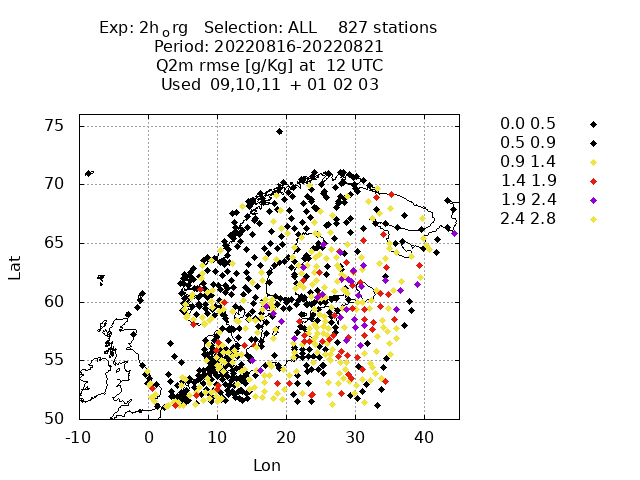 Exp: 2h o rg Selection: ALL 827 stations
Period: 20220816-20220821
Q2m rmse [g/Kg] at 12 UTC
Used 09,10,11 + 01 02 03
75
70
65
60
55
50
-10 0 10 20 30 40
Lat
Lon
0.0 0.5
0.5 0.9
0.9 1.4
1.4 1.9
1.9 2.4
2.4 2.8